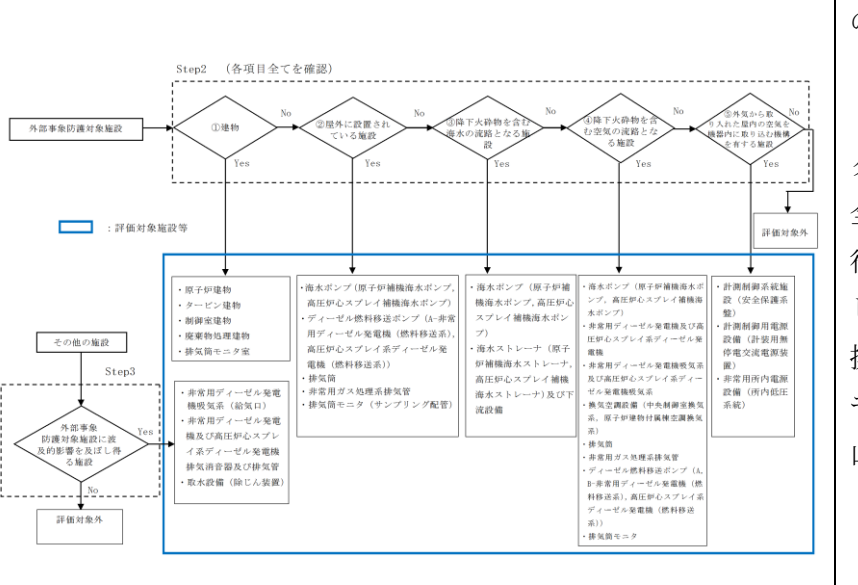 Step2 (各項目全てを確認)
外部事象防護対象施設
①建物
No
②屋外に設置され
ている施設
No
③降下火砕物を含む
海水の流路となる施
設
No
④降下火砕物を含
む空気の流路とな
る施設
No
⑤外気から取
り入れた屋内の空気を
機器内に取り込む機構
を有する施設
No
Yes
Yes
Yes
Yes
Yes
評価対象外
:評価対象施設等
・原子炉建物
・タービン建物
・制御室建物
・廃棄物処理建物
・排気筒モニタ室
・海水ポンプ(原子炉補機海水ポンプ,
高圧炉心スプレイ補機海水ポンプ)
・ディーゼル燃料移送ポンプ(A-非常
用ディーゼル発電機(燃料移送系),
高圧炉心スプレイ系ディーゼル発
電機(燃料移送系))
・排気筒
・非常用ガス処理系排気管
・排気筒モニタ(サンプリング配管)
・海水ポンプ(原子炉補
機海水ポンプ,高圧炉心
スプレイ補機海水ポン
プ)
・海水ストレーナ(原子
炉補機海水ストレーナ,
高圧炉心スプレイ補機
海水ストレーナ)及び下
流設備
・海水ポンプ(原子炉補機海水ポ
ンプ,高圧炉心スプレイ補機海
水ポンプ)
・非常用ディーゼル発電機及び高
圧炉心スプレイ系ディーゼル発
電機
・非常用ディーゼル発電機吸気系
及び高圧炉心スプレイ系ディー
ゼル発電機吸気系
・換気空調設備(中央制御室換気
系,原子炉建物付属棟空調換気
系)
・排気筒
・非常用ガス処理系排気管
・ディーゼル燃料移送ポンプ(A,
B-非常用ディーゼル発電機(燃
料移送系),高圧炉心スプレイ系
ディーゼル発電機(燃料移送
系))
・排気筒モニタ
・計測制御系統施
設(安全保護系
盤)
・計測制御用電源
設備(計装用無
停電交流電源装
置)
・非常用所内電源
設備(所内低圧
系統)
その他の施設
Step3
外部事象
防護対象施設に波
及的影響を及ぼし得
る施設
Yes
No
評価対象外
・非常用ディーゼル発電
機吸気系(給気口)
・非常用ディーゼル発電
機及び高圧炉心スプレ
イ系ディーゼル発電機
排気消音器及び排気管
・取水設備(除じん装置)